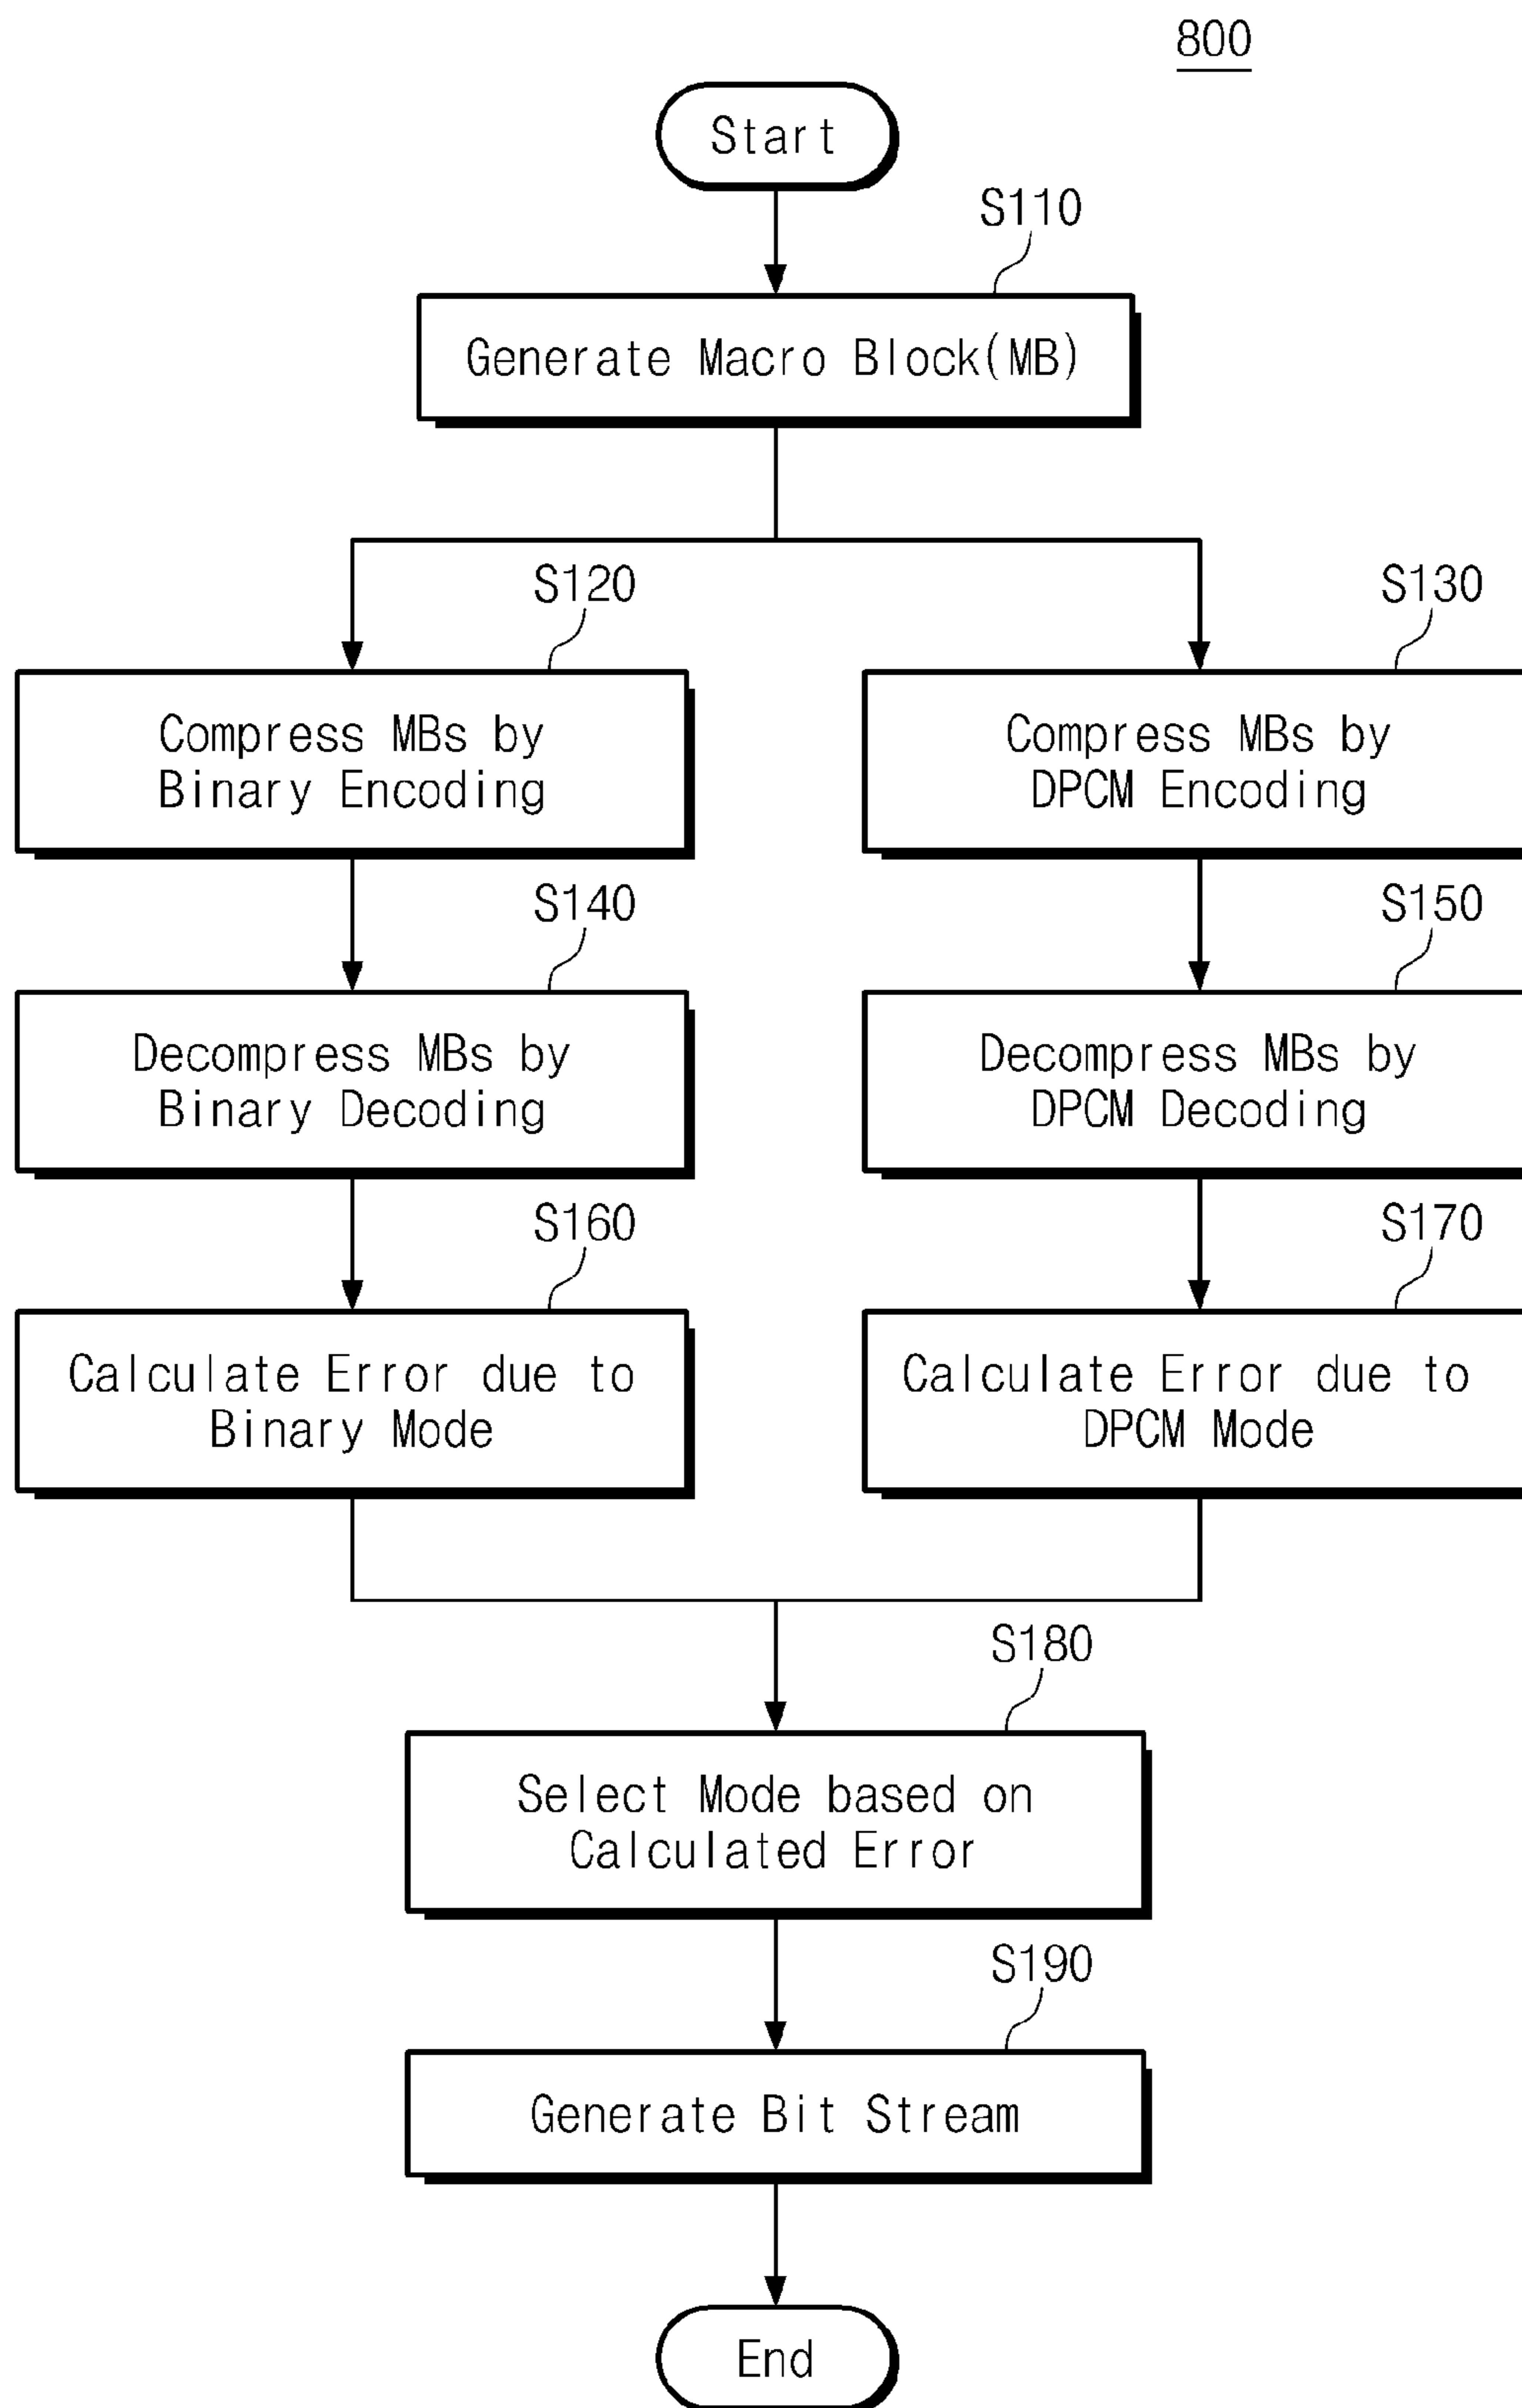 800
Start
S110
Generate Macro Block(MB)
S120
S130
Compress MBs by
Binary Encoding
Compress MBs by
DPCM Encoding
S140
S150
Decompress MBs by
Binary Decoding
Decompress MBs by
DPCM Decoding
S160
S170
Calculate Error due to
Binary Mode
Calculate Error due to
DPCM Mode
S180
Select Mode based on
Calculated Error
S190
Generate Bit Stream
End